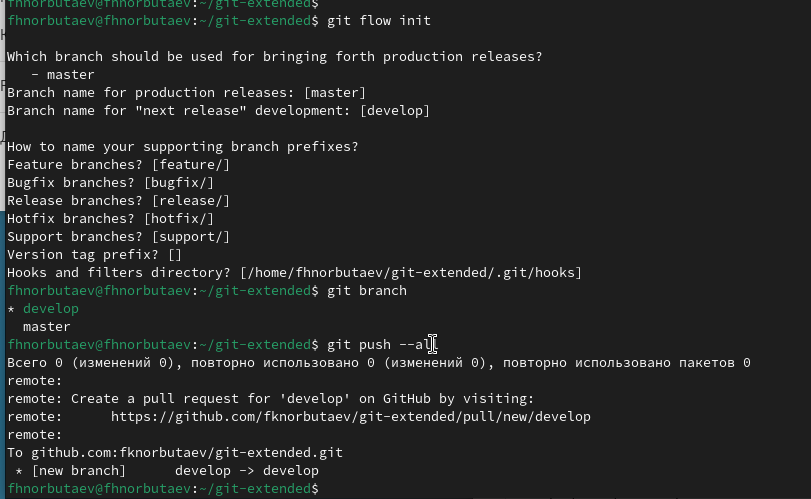 fhnorbutaev@fhnorbutaev:~/git-extended$
fhnorbutaev@fhnorbutaev:~/git-extended$ git flow init
Which branch should be used for bringing forth production releases?
- master
Branch name for production releases: [master]
Branch name for "next release" development: [develop]
How to name your supporting branch prefixes?
Feature branches? [feature/]
Bugfix branches? [bugfix/]
Release branches? [release/]
Hotfix branches? [hotfix/]
Support branches? [support/]
Version tag prefix? []
Hooks and filters directory? [/home/fhnorbutaev/git-extended/.git/hooks]
fhnorbutaev@fhnorbutaev:~/git-extended$ git branch
* develop
master
fhnorbutaev@fhnorbutaev:~/git-extended$ git push --all
Всего 0 (изменений 0), повторно использовано 0 (изменений 0), повторно использовано пакетов 0
remote:
remote: Create a pull request for 'develop' on GitHub by visiting:
remote:      https://github.com/fknorbutaev/git-extended/pull/new/develop
remote:
To github.com:fknorbutaev/git-extended.git
* [new branch]      develop -> develop
fhnorbutaev@fhnorbutaev:~/git-extended$